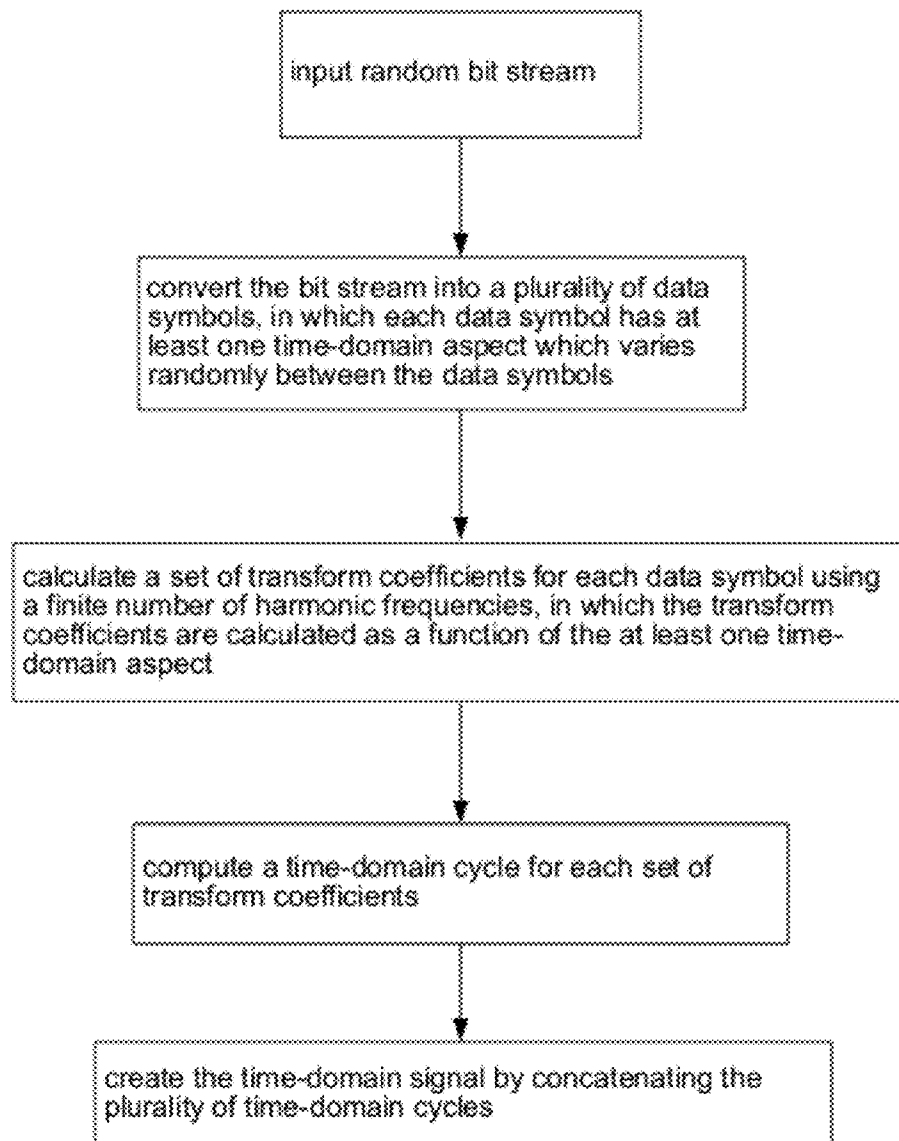 input random bit stream
convert the bit stream into a plurality of data
symbols, in which each data symbol has at
least one time-domain aspect which varies
randomly between the data symbols
calculate a set of transform coefficients for each data symbol using
a finite number of harmonic frequencies, in which the transform
coefficients are calculated as a function of the at least one time-
domain aspect
compute a time-domain cycle for each set of
transform coefficients
create the time-domain signal by concatenating the
plurality of time-domain cycles